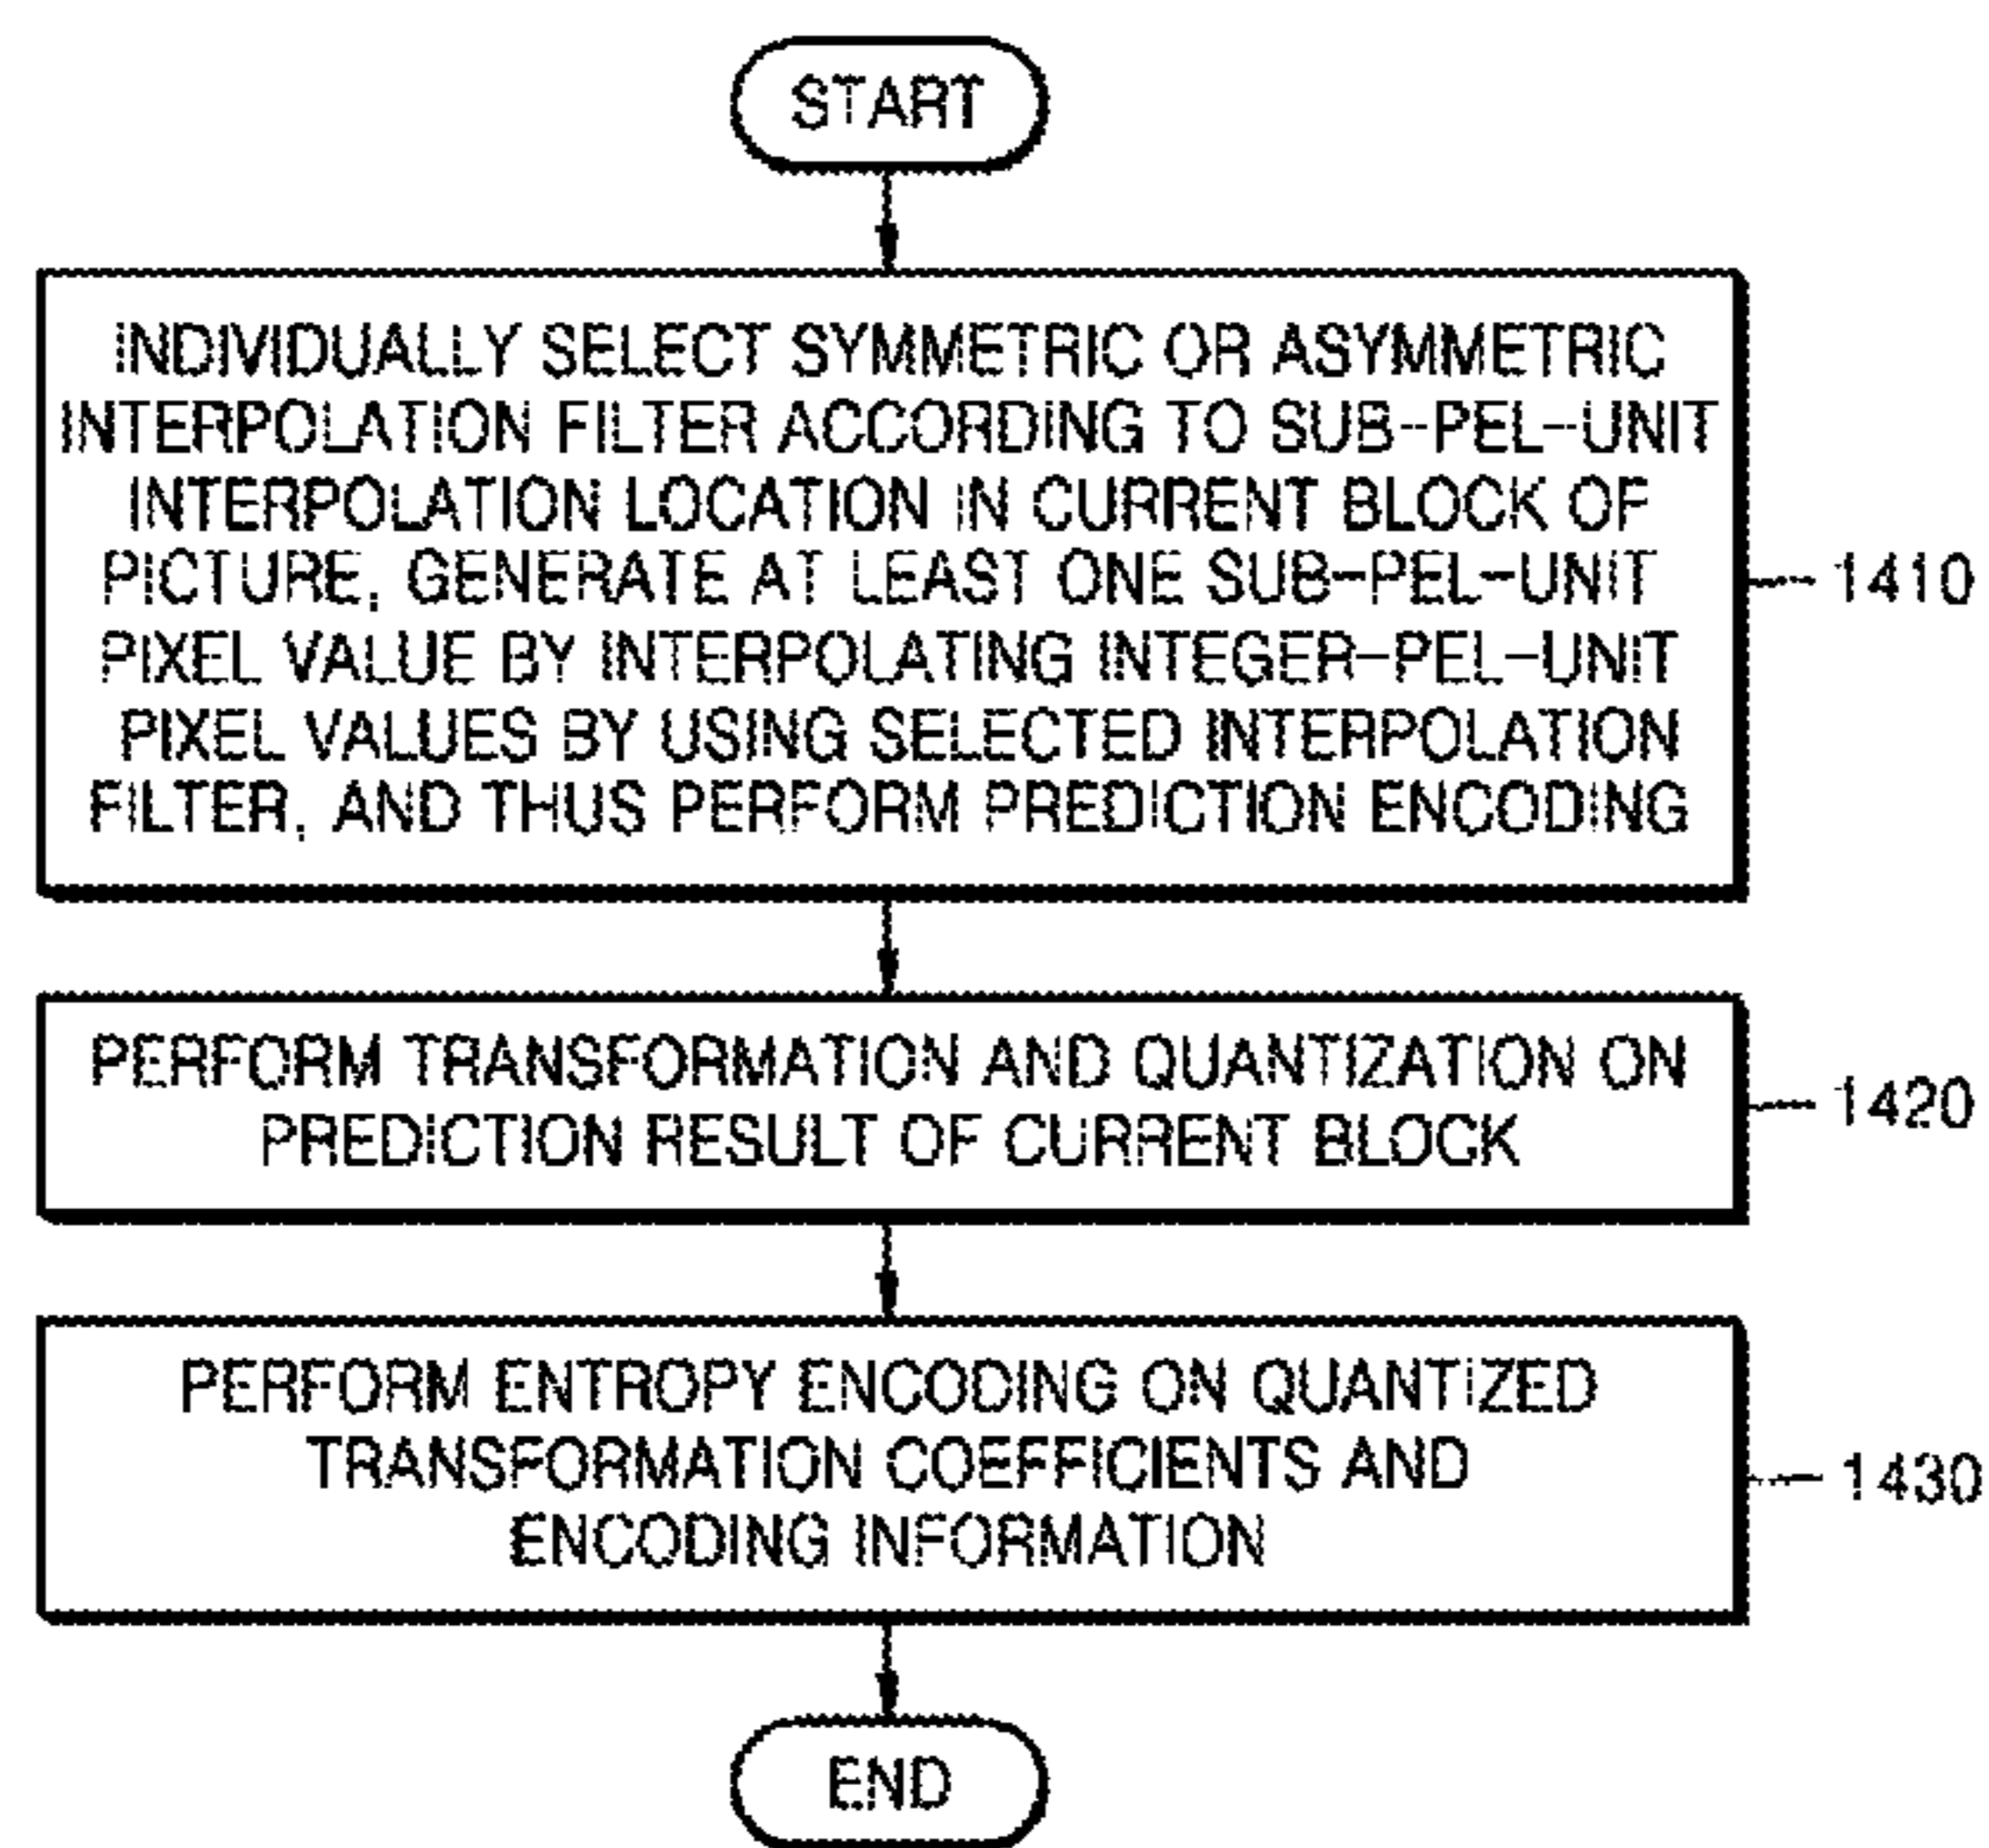 START
INDIVIDUALLY SELECT SYMMETRIC OR ASYMMETRIC
INTERPOLATION FILTER ACCORDING TO SUB-PEL-UNIT
INTERPOLATION LOCATION IN CURRENT BLOCK OF
PICTURE, GENERATE AT LEAST ONE SUB-PEL-UNIT
PIXEL VALUE BY INTERPOLATING INTEGER-PEL-UNIT
PIXEL VALUES BY USING SELECTED INTERPOLATION
FILTER, AND THUS PERFORM PREDICTION ENCODING
1410
PERFORM TRANSFORMATION AND QUANTIZATION ON
PREDICTION RESULT OF CURRENT BLOCK
1420
PERFORM ENTROPY ENCODING ON QUANTIZED
TRANSFORMATION COEFFICIENTS AND
ENCODING INFORMATION
1430
END